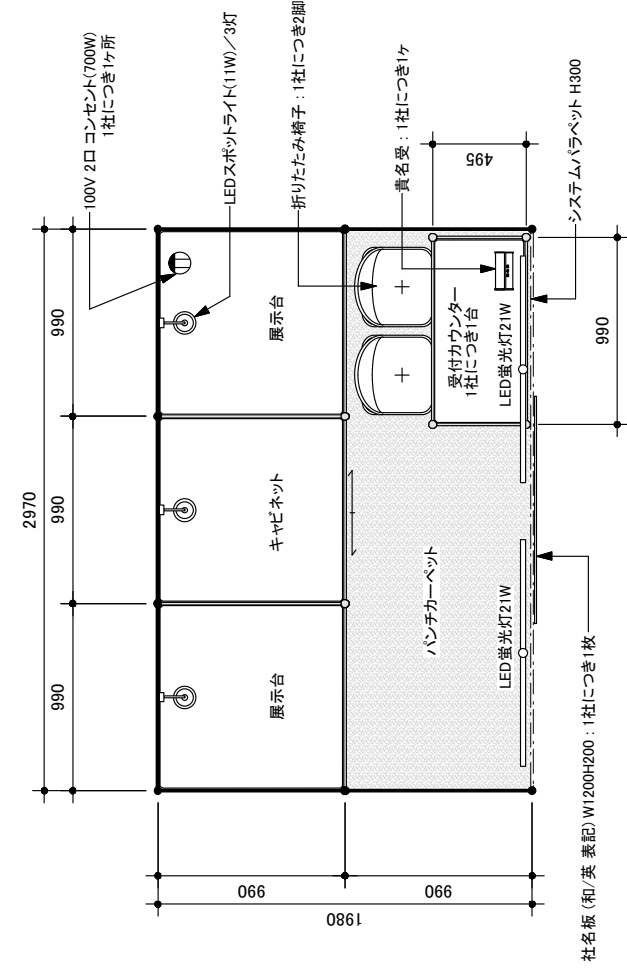 100V 2口 コンセント(700W)
1社につき1ヶ所
LEDスポットライト(11W)／3灯
折りたたみ椅子：1社につき2脚
貴名受：1社につき1ヶ
システムパラペット H300
2970
990
990
990
展示台
キャビネット
展示台
受付カウンター
1社につき1台
LED蛍光灯21W
パンチカーペット
LED蛍光灯21W
495
990
990
990
1980
社名板 (和/英 表記) W1200H200：1社につき1枚